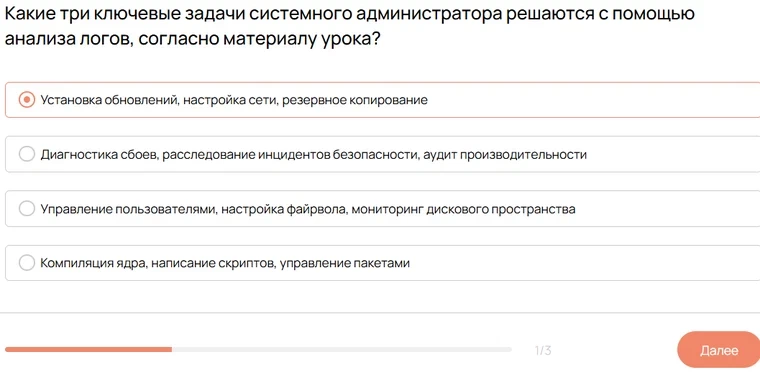 Какие три ключевые задачи системного администратора решаются с помощью
анализа логов, согласно материалу урока?
Установка обновлений, настройка сети, резервное копирование
Диагностика сбоев, расследование инцидентов безопасности, аудит производительности
Управление пользователями, настройка файрвола, мониторинг дискового пространства
Компиляция ядра, написание скриптов, управление пакетами
1/3
Далее